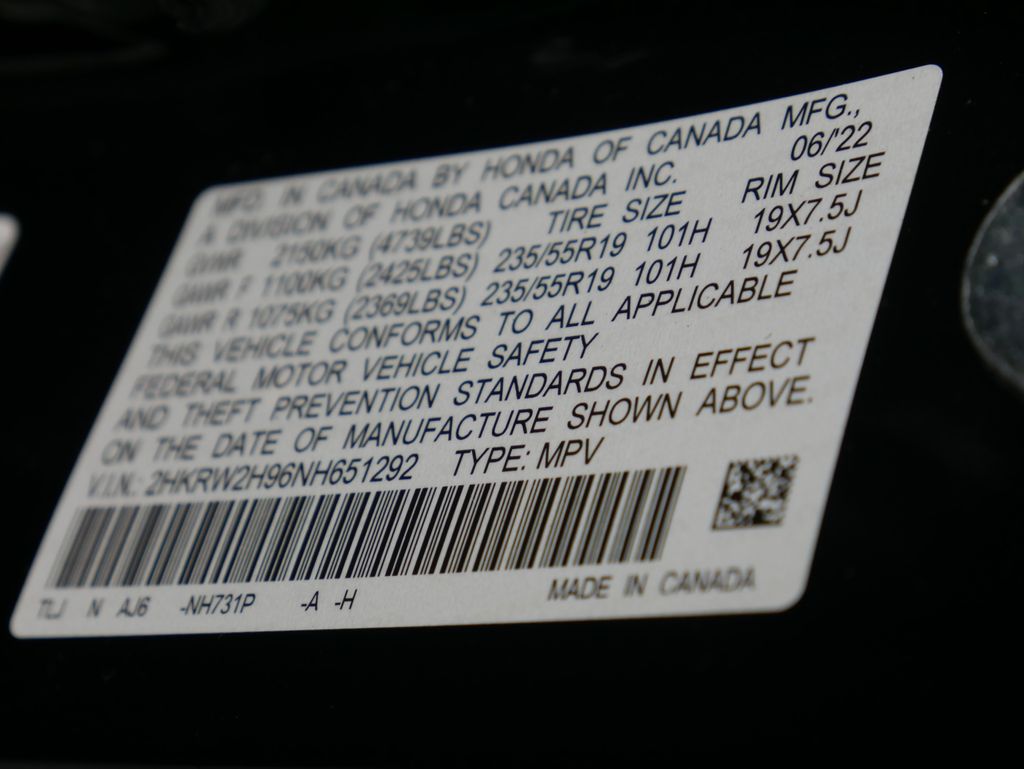 MFD. IN CANADA BY HONDA OF CANADA MFG.,
A DIVISION OF HONDA CANADA INC. 06/'22
GVWR 2150KG (4739LBS) TIRE SIZE RIM SIZE
GAWR F 1100KG (2425LBS) 235/55R19 101H 19X7.5J
GAWR R 1075KG (2369LBS) 235/55R19 101H 19X7.5J
THIS VEHICLE CONFORMS TO ALL APPLICABLE
FEDERAL MOTOR VEHICLE SAFETY
AND THEFT PREVENTION STANDARDS IN EFFECT
ON THE DATE OF MANUFACTURE SHOWN ABOVE.
V.I.N.: 2HKRW2H96NH651292 TYPE: MPV
TLJ N AJ6 -NH731P -A -H MADE IN CANADA